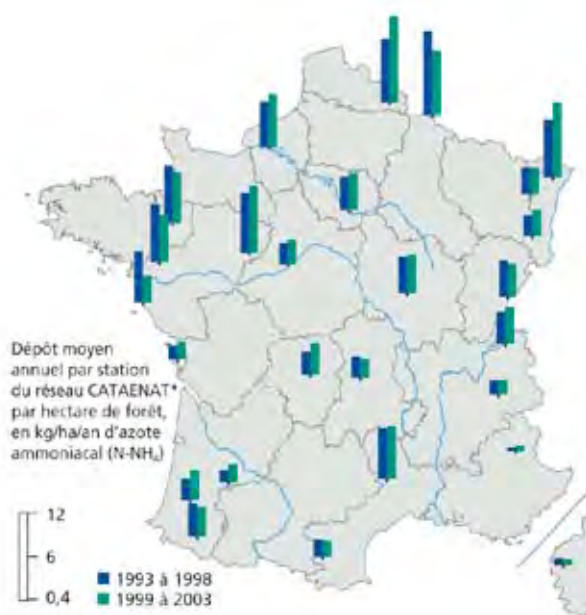 Dépôt moyen
annuel par station
du réseau CATAENAT*
par hectare de forêt,
en kg/ha/an d'azote
ammoniacal (N-NH₄)
12
6
0,4
1993 à 1998
1999 à 2003